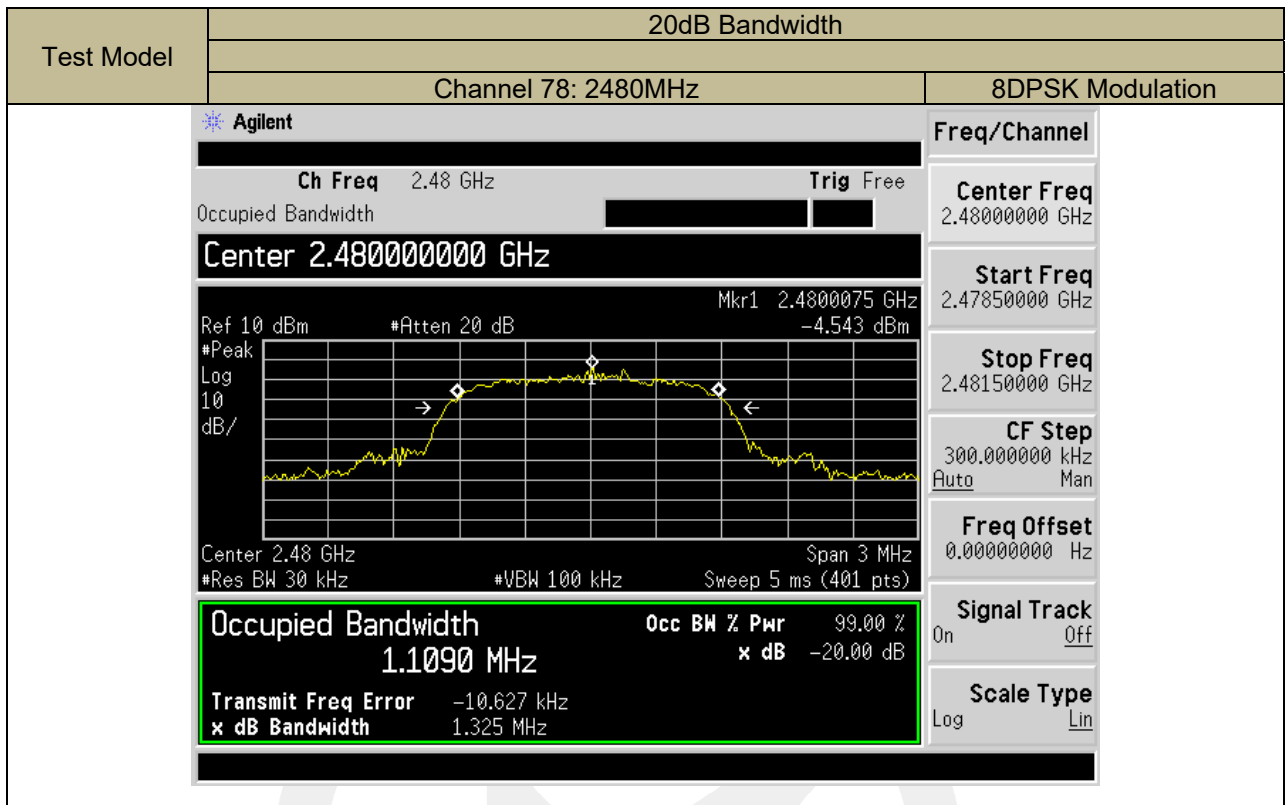 Test Model
20dB Bandwidth
Channel 78: 2480MHz
8DPSK Modulation
Agilent
Freq/Channel
Ch Freq 2.48 GHz Trig Free
Occupied Bandwidth
Center 2.480000000 GHz
Mkr1 2.4800075 GHz
Ref 10 dBm #Atten 20 dB -4.543 dBm
#Peak
Log
10
dB/
1
Center 2.48 GHz Span 3 MHz
#Res BW 30 kHz #VBW 100 kHz Sweep 5 ms (401 pts)
Occupied Bandwidth Occ BW % Pwr 99.00 %
1.1090 MHz x dB -20.00 dB
Transmit Freq Error -10.627 kHz
x dB Bandwidth 1.325 MHz
Center Freq
2.48000000 GHz
Start Freq
2.47850000 GHz
Stop Freq
2.48150000 GHz
CF Step
300.000000 kHz
Auto Man
Freq Offset
0.00000000 Hz
Signal Track
On Off
Scale Type
Log Lin